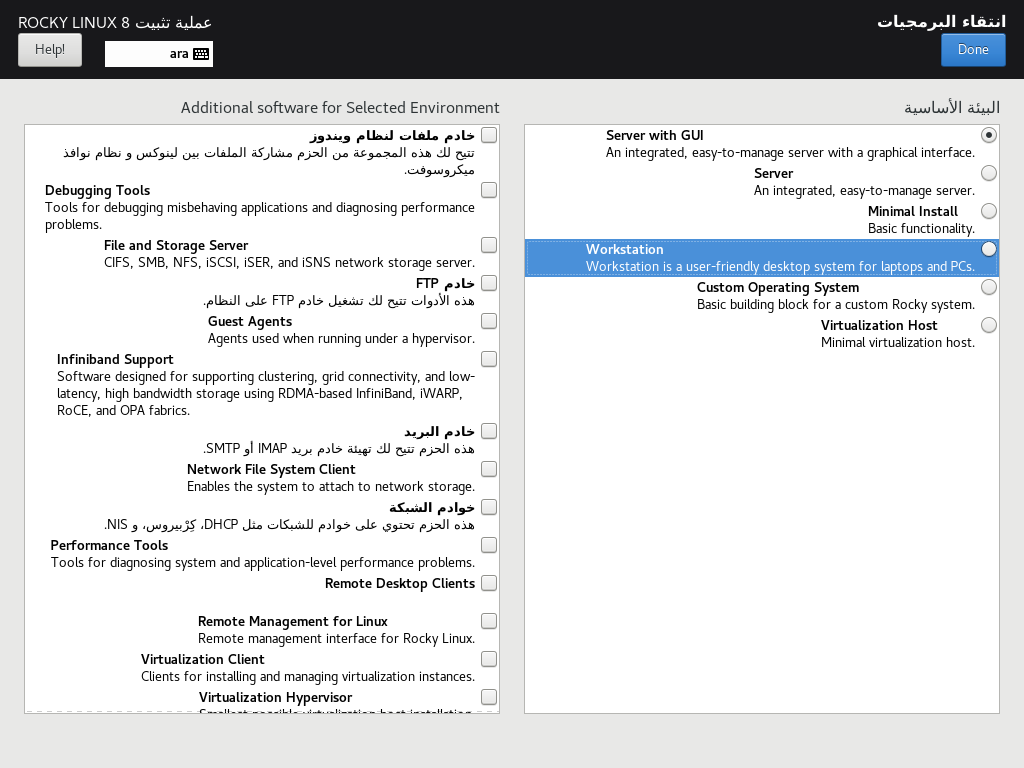 انتقاء البرمجيات
Done
عملية تثبيت ROCKY LINUX 8
ara
Help!
البيئة الأساسية
Server with GUI
An integrated, easy-to-manage server with a graphical interface.
Server
An integrated, easy-to-manage server.
Minimal Install
Basic functionality.
Workstation
Workstation is a user-friendly desktop system for laptops and PCs.
Custom Operating System
Basic building block for a custom Rocky system.
Virtualization Host
Minimal virtualization host.
Additional software for Selected Environment
خادم ملفات لنظام ويندوز
تتيح لك هذه المجموعة من الحزم مشاركة الملفات بين لينوكس و نظام نوافذ
ميكروسوفت.
Debugging Tools
Tools for debugging misbehaving applications and diagnosing performance
problems.
File and Storage Server
CIFS, SMB, NFS, iSCSI, iSER, and iSNS network storage server.
خادم FTP
هذه الأدوات تتيح لك تشغيل خادم FTP على النظام.
Guest Agents
Agents used when running under a hypervisor.
Infiniband Support
Software designed for supporting clustering, grid connectivity, and low-
latency, high bandwidth storage using RDMA-based InfiniBand, iWARP,
RoCE, and OPA fabrics.
خادم البريد
هذه الحزم تتيح لك تهيئة خادم بريد IMAP أو SMTP.
Network File System Client
Enables the system to attach to network storage.
خوادم الشبكة
هذه الحزم تحتوي على خوادم للشبكات مثل DHCP، كِرْبيروس، و NIS.
Performance Tools
Tools for diagnosing system and application-level performance problems.
Remote Desktop Clients
Remote Management for Linux
Remote management interface for Rocky Linux.
Virtualization Client
Clients for installing and managing virtualization instances.
Virtualization Hypervisor
Smallest possible virtualization host installation.